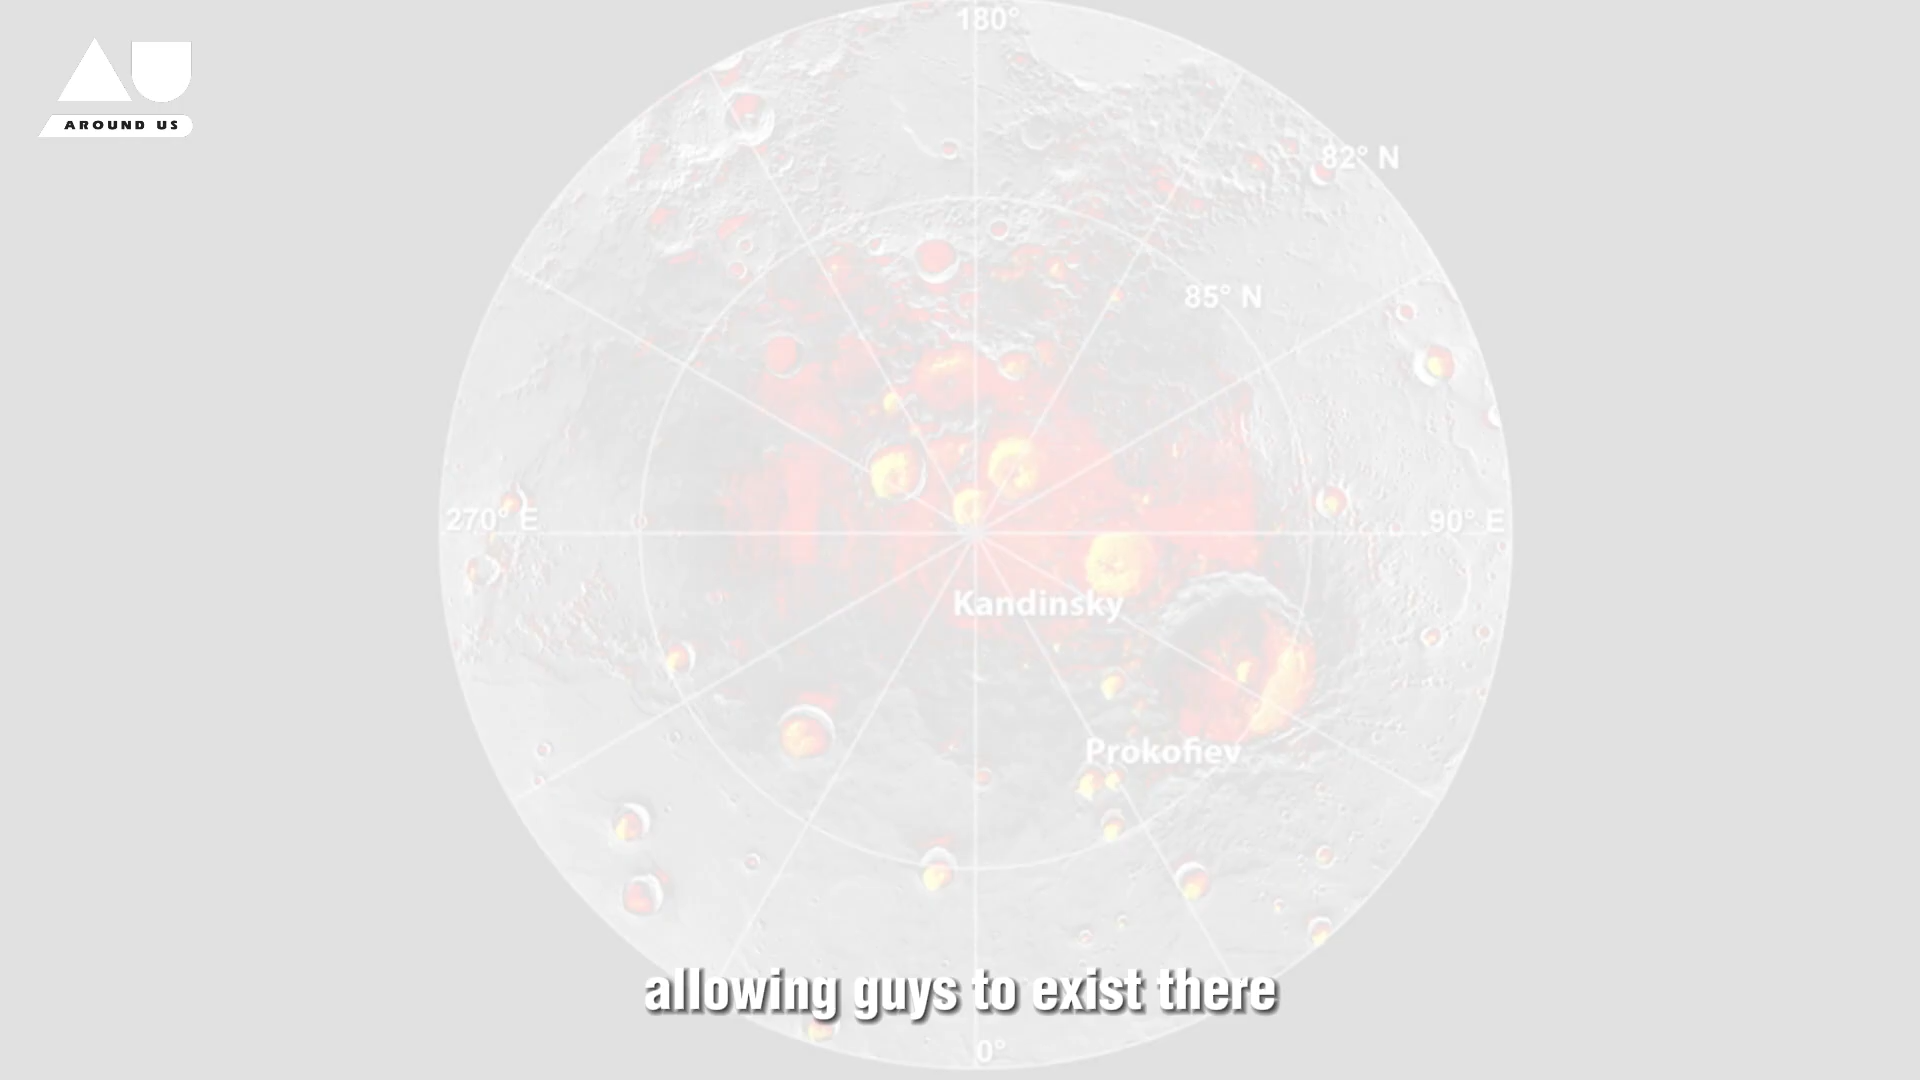 180°
AROUND US
82° N
85° N
270° E
90° E
Kandinsky
Prokofiev
allowing guys to exist there
0°